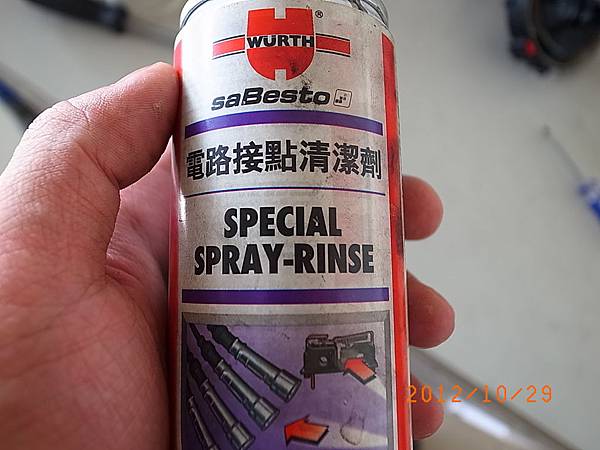 WÜRTH®
saBesto
電路接點清潔劑
SPECIAL
SPRAY-RINSE
2012/10/29